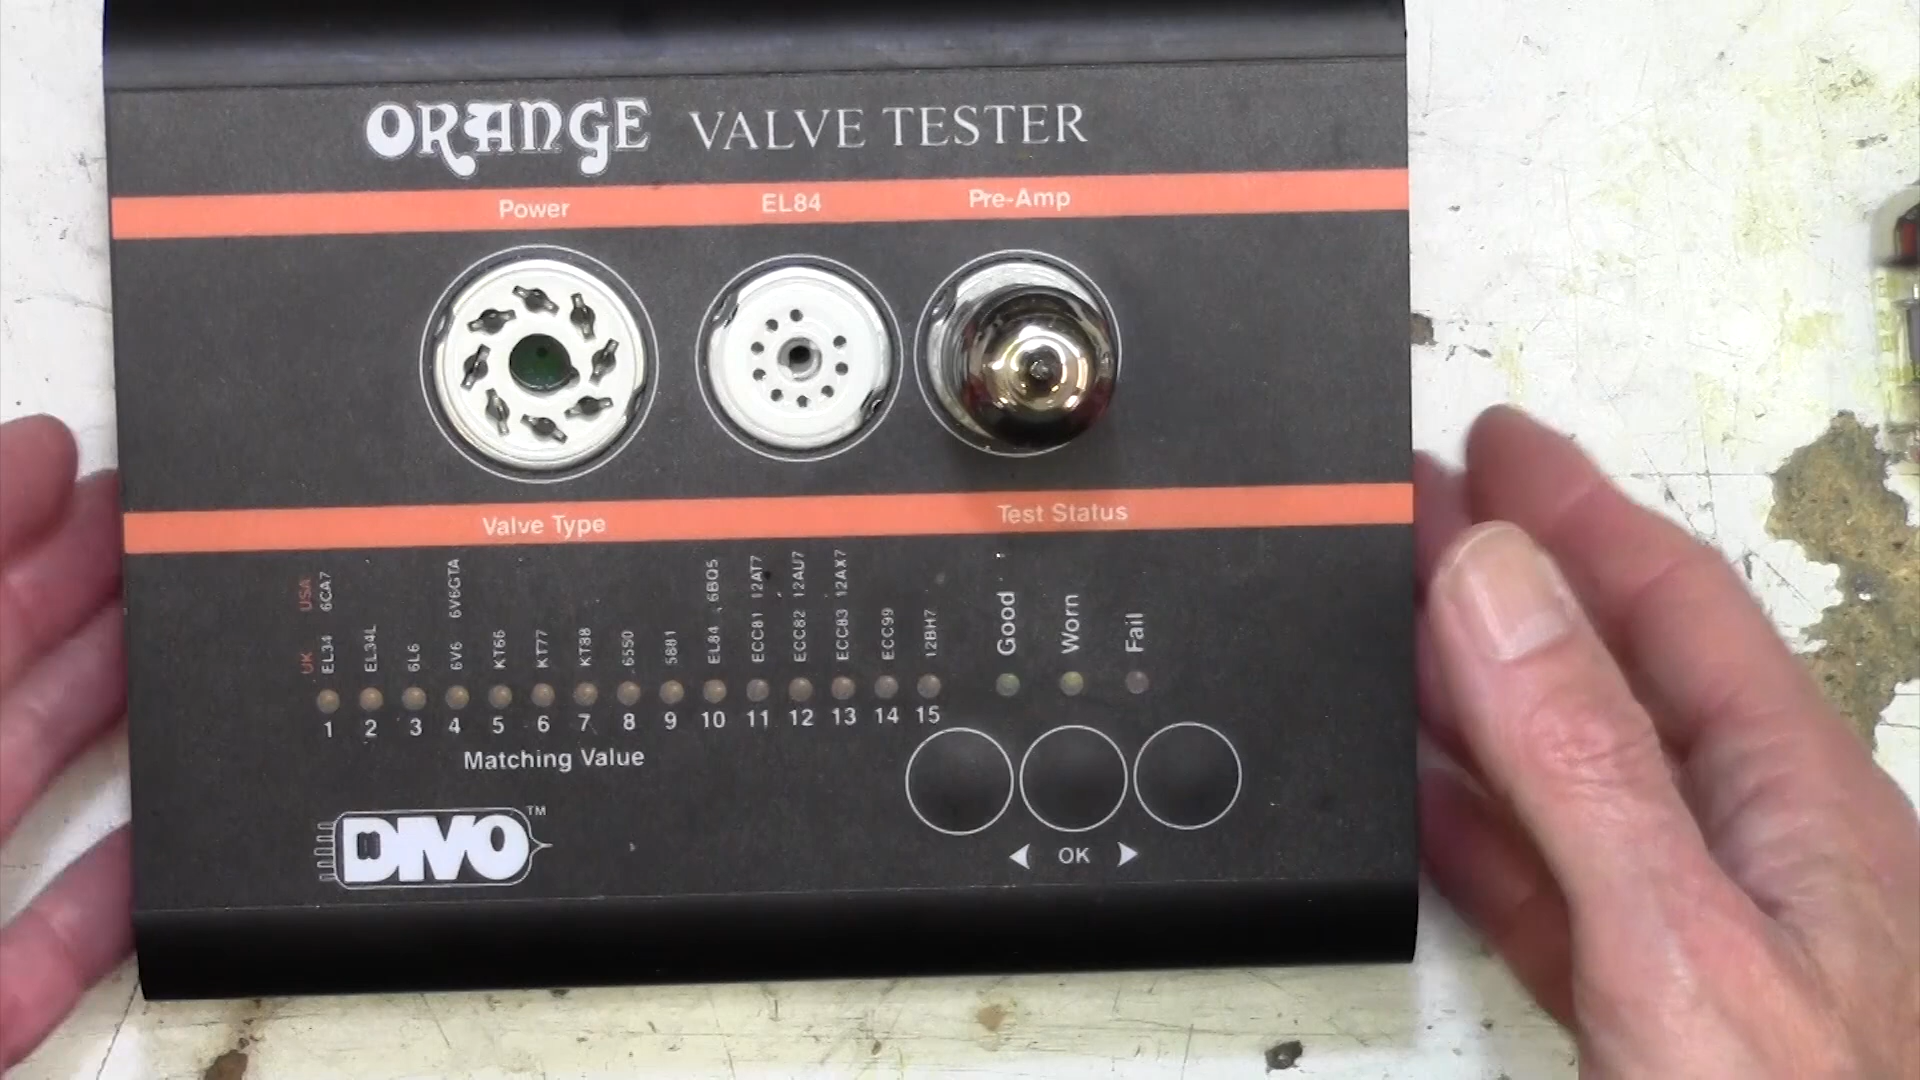 ORANGE VALVE TESTER
Power EL84 Pre-Amp
Valve Type Test Status
UK USA
EL34 6CA7
EL34L
6L6
6V6 6V6GTA
KT66
KT77
KT88
6550
5881
EL84 6BQ5
ECC81 12AT7
ECC82 12AU7
ECC83 12AX7
ECC99
12BH7
Good
Worn
Fail
1 2 3 4 5 6 7 8 9 10 11 12 13 14 15
Matching Value
DIVO TM
◀ OK ▶